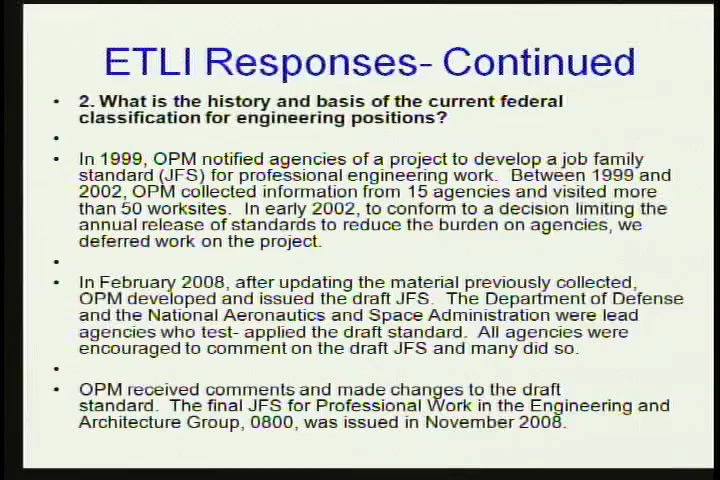 ETLI Responses- Continued
• 2. What is the history and basis of the current federal
classification for engineering positions?
•
• In 1999, OPM notified agencies of a project to develop a job family
standard (JFS) for professional engineering work.  Between 1999 and
2002, OPM collected information from 15 agencies and visited more
than 50 worksites.  In early 2002, to conform to a decision limiting the
annual release of standards to reduce the burden on agencies, we
deferred work on the project.
•
• In February 2008, after updating the material previously collected,
OPM developed and issued the draft JFS.  The Department of Defense
and the National Aeronautics and Space Administration were lead
agencies who test- applied the draft standard.  All agencies were
encouraged to comment on the draft JFS and many did so.
•
• OPM received comments and made changes to the draft
standard.  The final JFS for Professional Work in the Engineering and
Architecture Group, 0800, was issued in November 2008.